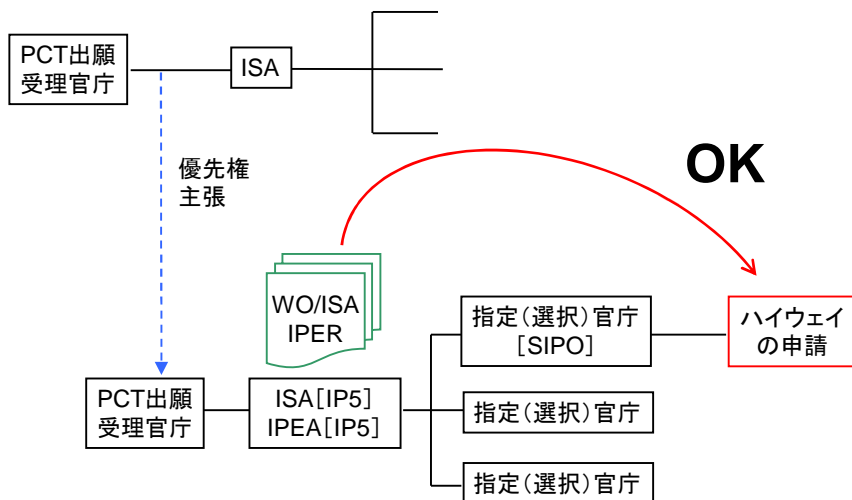 PCT出願
受理官庁
ISA
優先権
主張
OK
WO/ISA
IPER
指定(選択)官庁
[SIPO]
ハイウェイ
の申請
PCT出願
受理官庁
ISA[IP5]
IPEA[IP5]
指定(選択)官庁
指定(選択)官庁